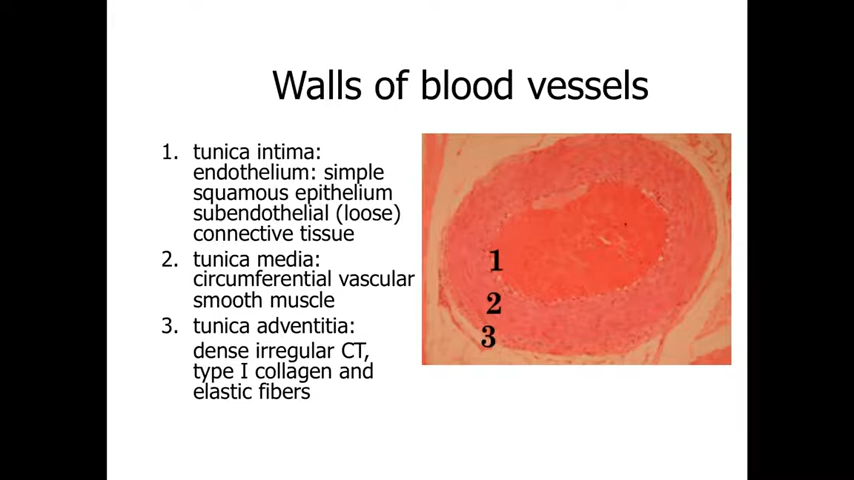 Walls of blood vessels
1. tunica intima:
endothelium: simple
squamous epithelium
subendothelial (loose)
connective tissue
2. tunica media:
circumferential vascular
smooth muscle
3. tunica adventitia:
dense irregular CT,
type I collagen and
elastic fibers
1
2
3